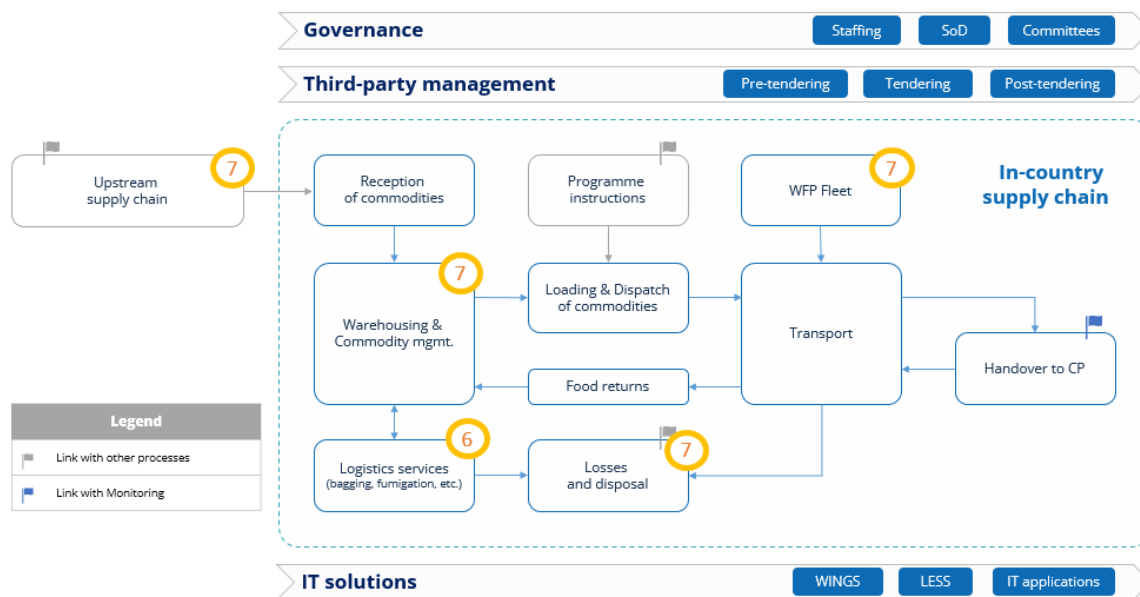 Governance
Staffing
SoD
Committees
Third-party management
Pre-tendering
Tendering
Post-tendering
7
Upstream
supply chain
Reception
of commodities
Programme
instructions
7
WFP Fleet
In-country
supply chain
7
Warehousing &
Commodity mgmt.
Loading & Dispatch
of commodities
Transport
Handover to CP
Food returns
Legend
Link with other processes
Link with Monitoring
6
Logistics services
(bagging, fumigation, etc.)
7
Losses
and disposal
IT solutions
WINGS
LESS
IT applications